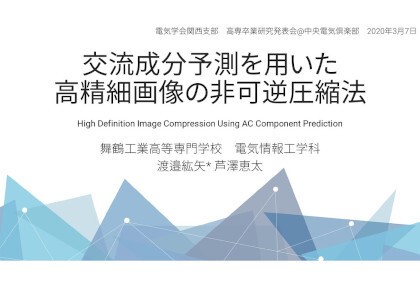 電気学会関西支部　高専卒業研究発表会@中央電気倶楽部　2020年3月7日
交流成分予測を用いた
高精細画像の非可逆圧縮法
High Definition Image Compression Using AC Component Prediction
舞鶴工業高等専門学校　電気情報工学科
渡邉紘矢* 芦澤恵太